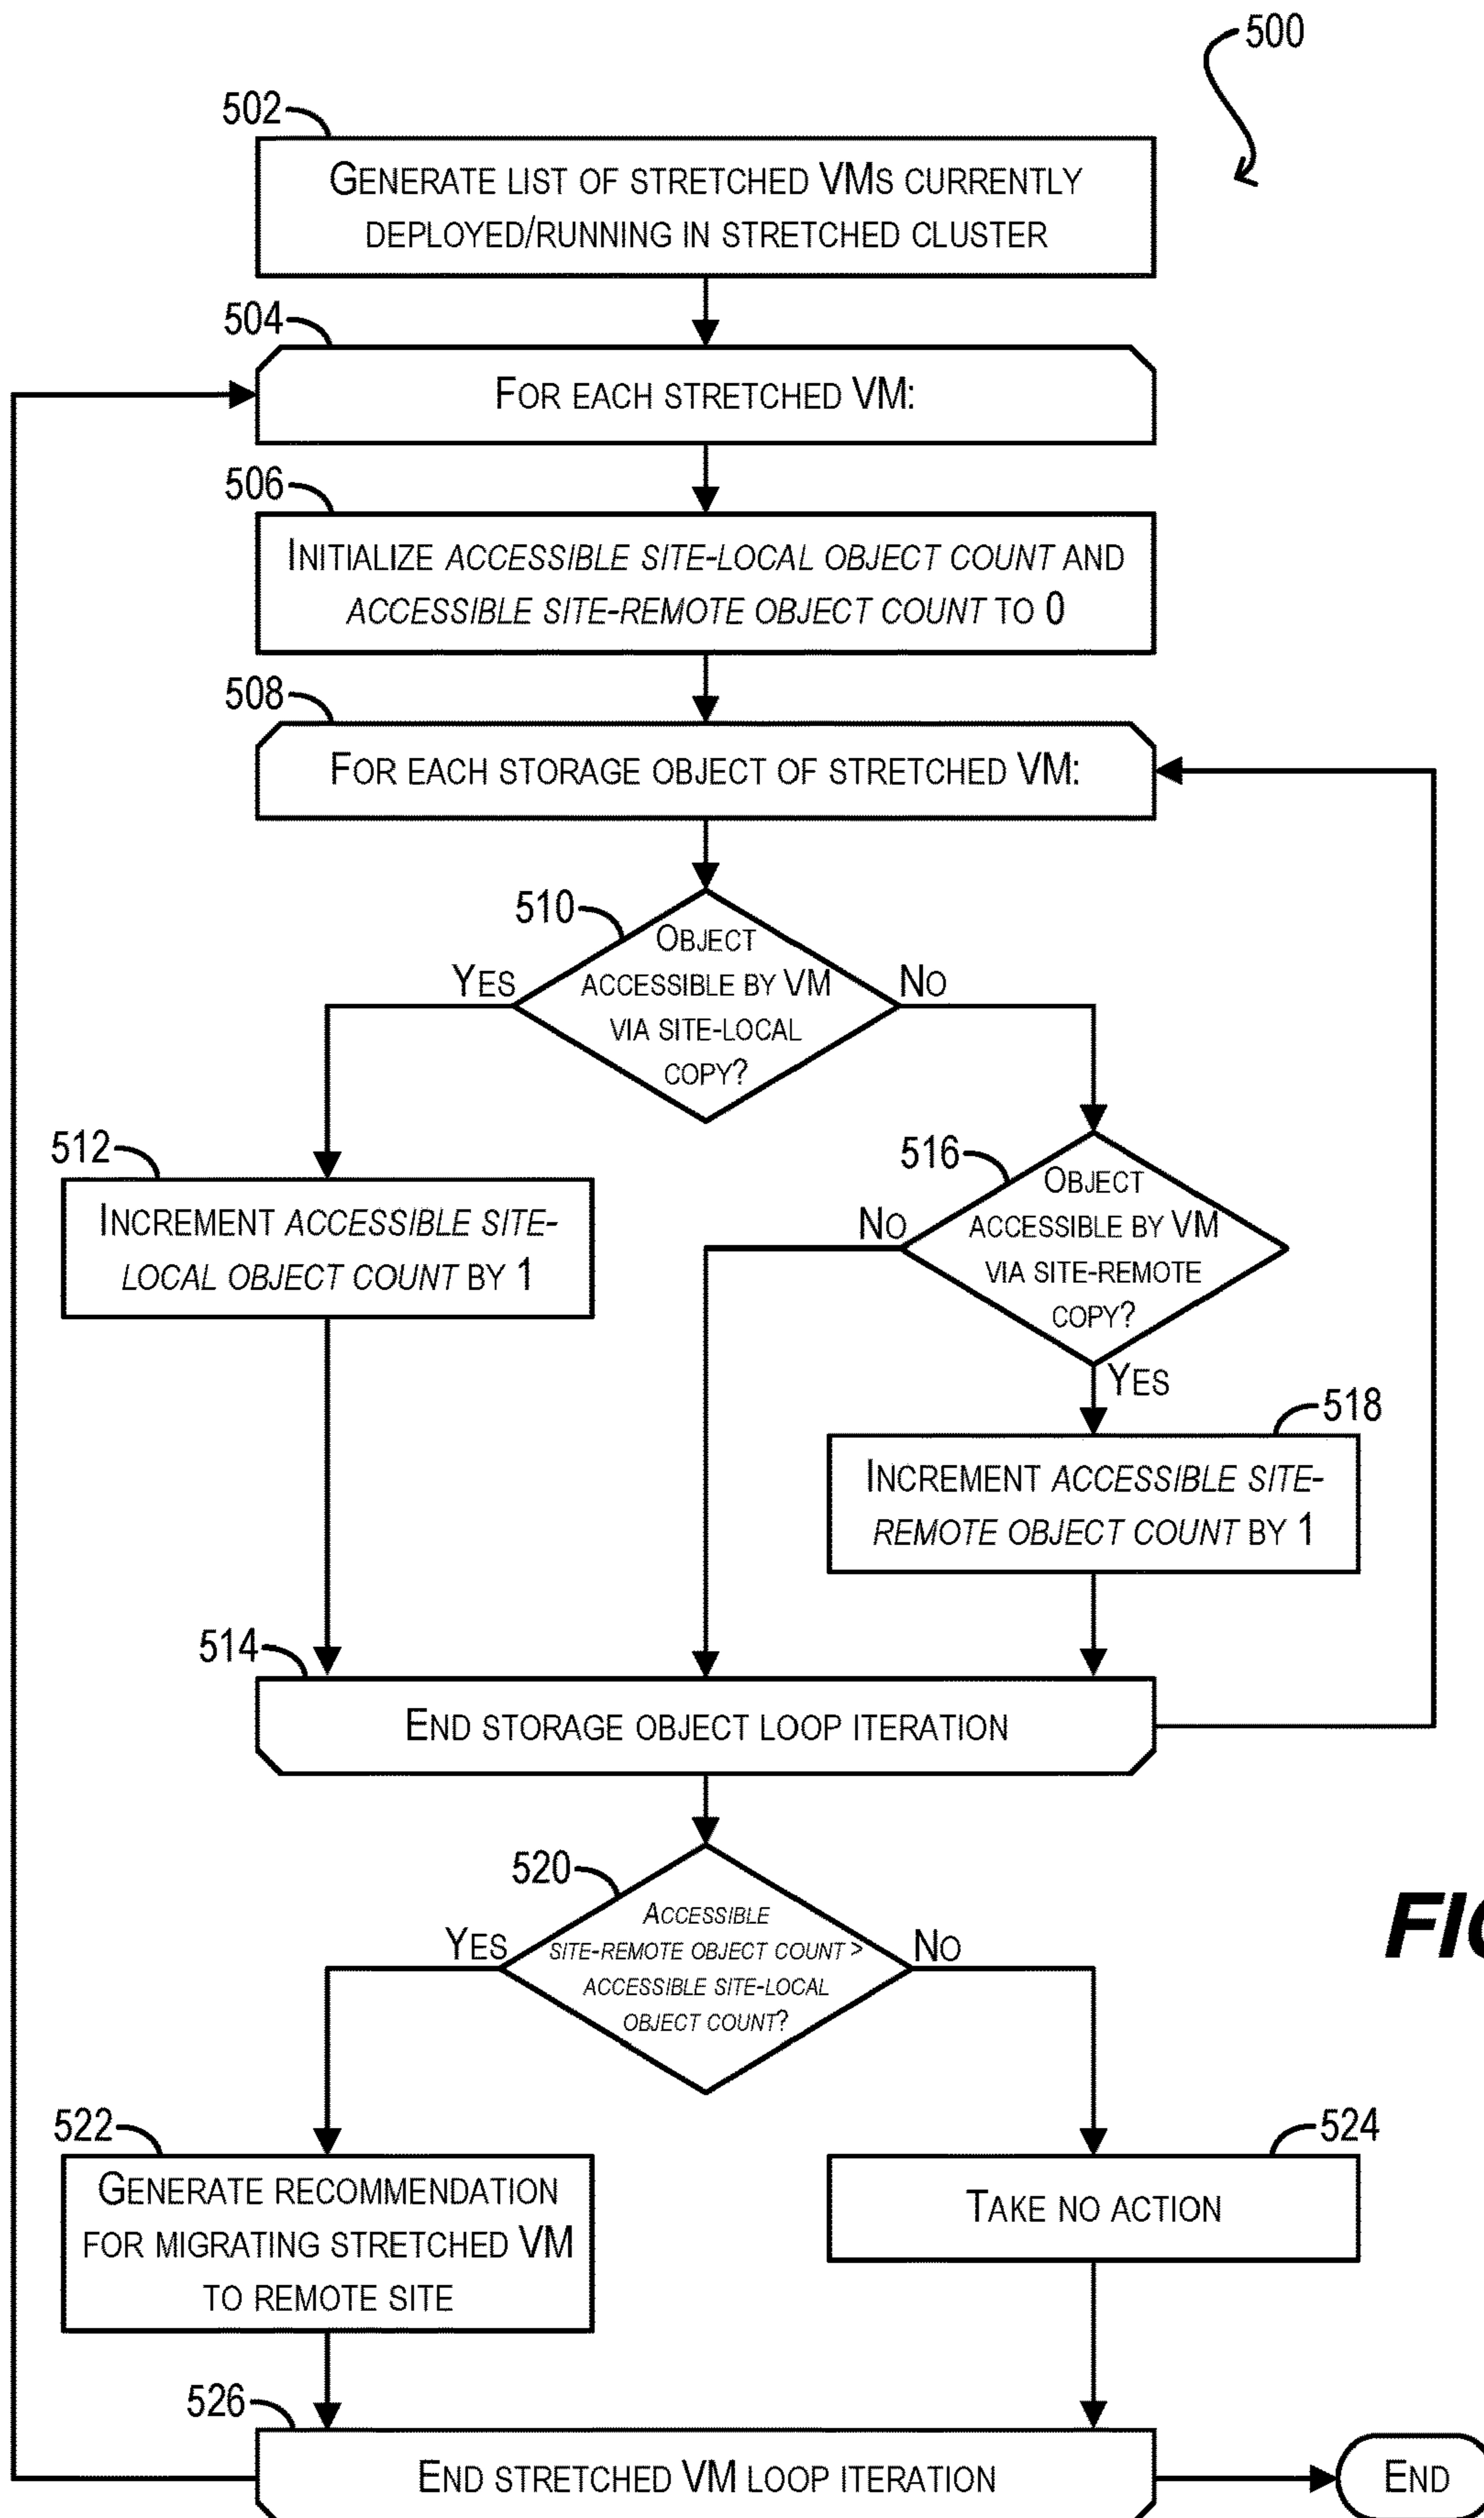 500
502
GENERATE LIST OF STRETCHED VMS CURRENTLY
DEPLOYED/RUNNING IN STRETCHED CLUSTER
504
FOR EACH STRETCHED VM:
506
INITIALIZE ACCESSIBLE SITE-LOCAL OBJECT COUNT AND
ACCESSIBLE SITE-REMOTE OBJECT COUNT TO 0
508
FOR EACH STORAGE OBJECT OF STRETCHED VM:
510
OBJECT
ACCESSIBLE BY VM
VIA SITE-LOCAL
COPY?
YES
NO
512
INCREMENT ACCESSIBLE SITE-
LOCAL OBJECT COUNT BY 1
516
OBJECT
ACCESSIBLE BY VM
VIA SITE-REMOTE
COPY?
NO
YES
518
INCREMENT ACCESSIBLE SITE-
REMOTE OBJECT COUNT BY 1
514
END STORAGE OBJECT LOOP ITERATION
520
ACCESSIBLE
SITE-REMOTE OBJECT COUNT >
ACCESSIBLE SITE-LOCAL
OBJECT COUNT?
YES
NO
FIG
522
GENERATE RECOMMENDATION
FOR MIGRATING STRETCHED VM
TO REMOTE SITE
524
TAKE NO ACTION
526
END STRETCHED VM LOOP ITERATION
END